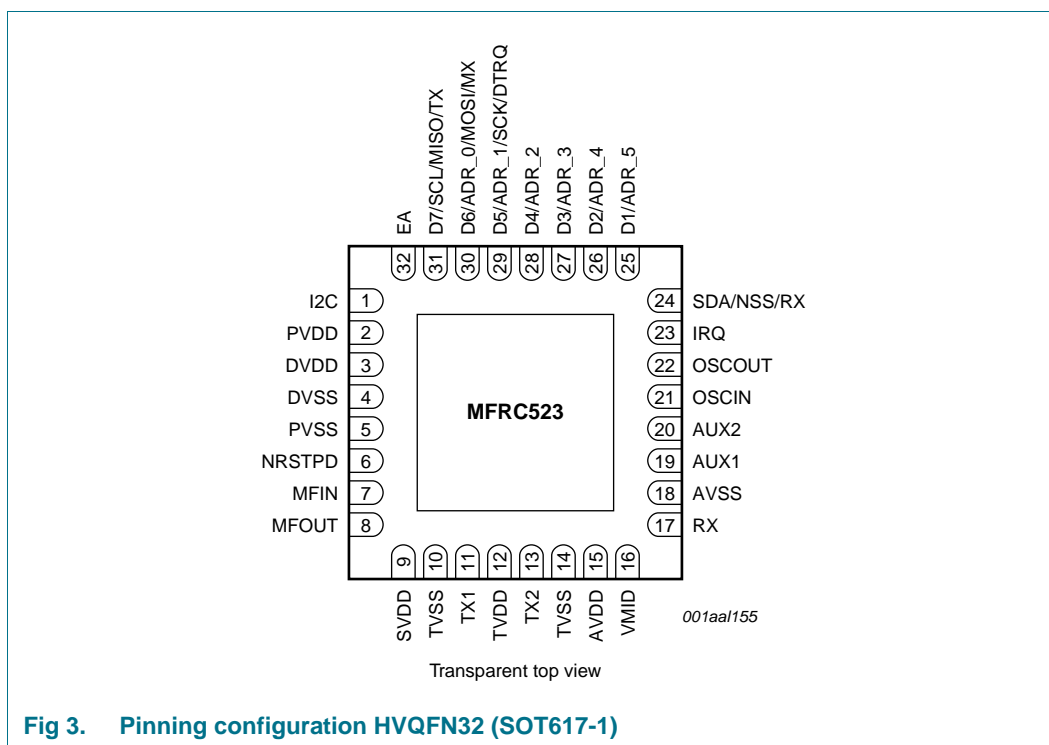 EA
D7/SCL/MISO/TX
D6/ADR_0/MOSI/MX
D5/ADR_1/SCK/DTRQ
D4/ADR_2
D3/ADR_3
D2/ADR_4
D1/ADR_5
32
31
30
29
28
27
26
25
I2C 1
PVDD 2
DVDD 3
DVSS 4
PVSS 5
NRSTPD 6
MFIN 7
MFOUT 8
MFRC523
24 SDA/NSS/RX
23 IRQ
22 OSCOUT
21 OSCIN
20 AUX2
19 AUX1
18 AVSS
17 RX
9
10
11
12
13
14
15
16
SVDD
TVSS
TX1
TVDD
TX2
TVSS
AVDD
VMID
001aal155
Transparent top view
Fig 3. Pinning configuration HVQFN32 (SOT617-1)